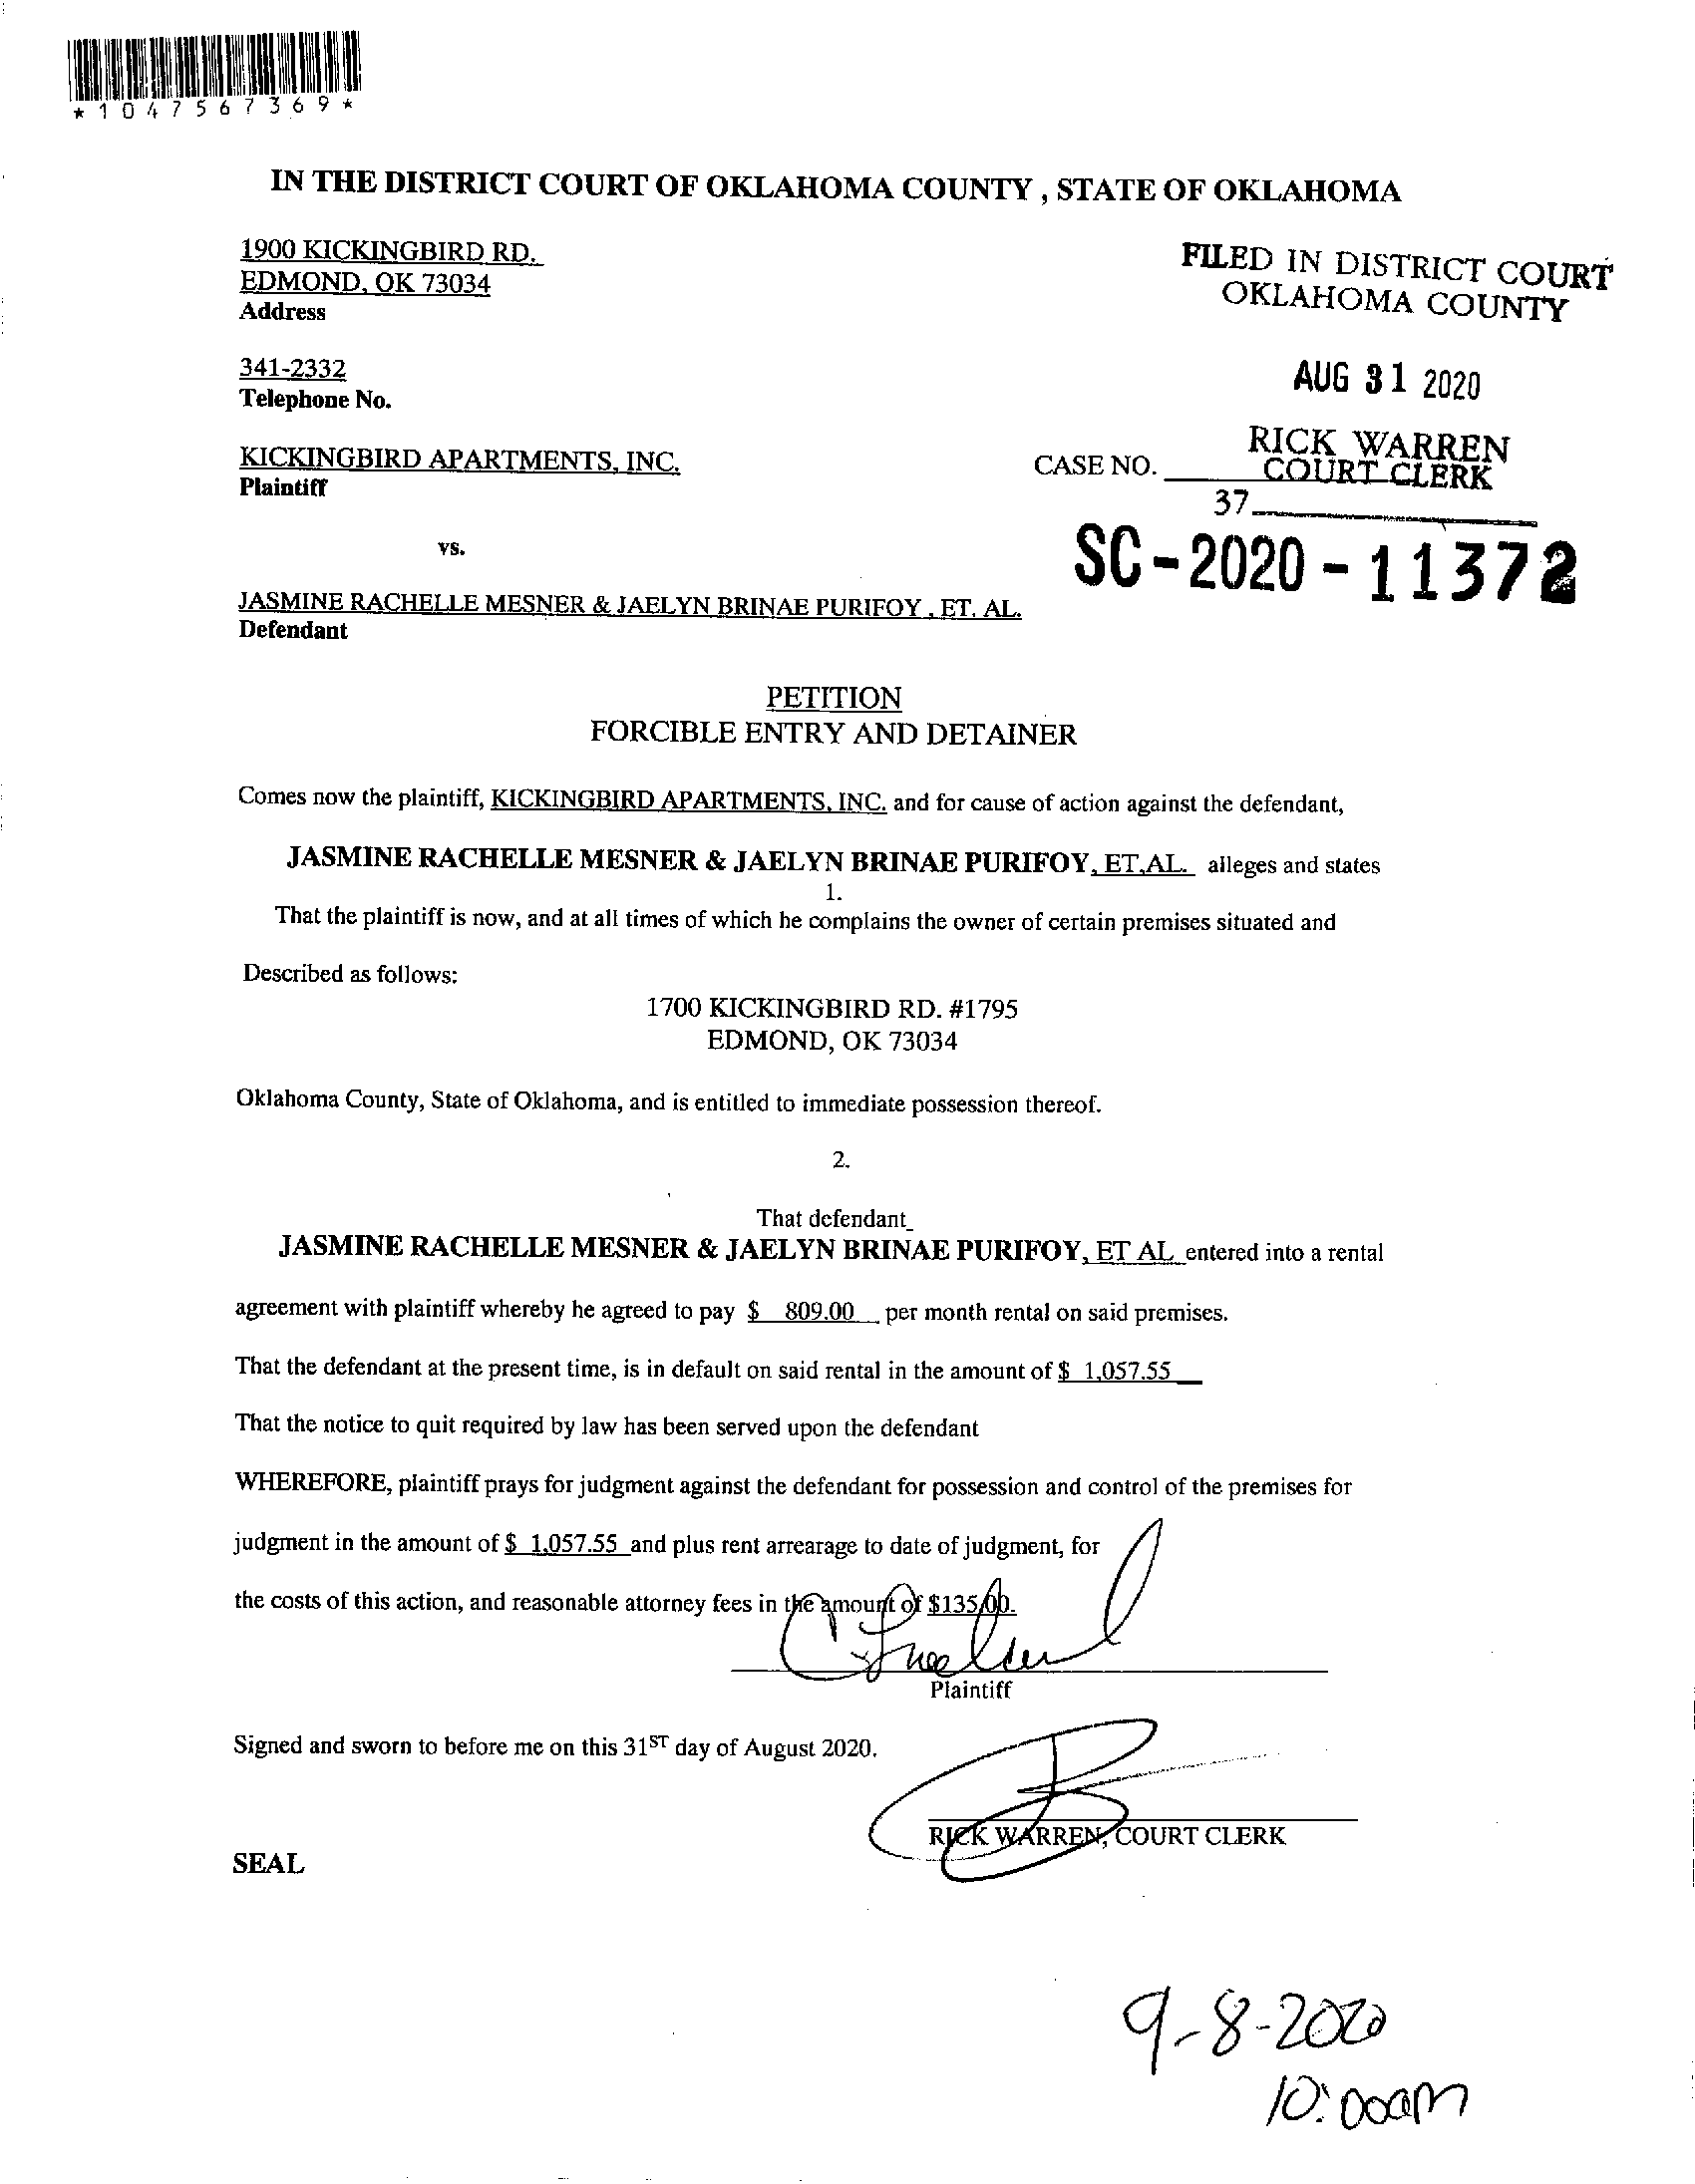 *1047567369*
IN THE DISTRICT COURT OF OKLAHOMA COUNTY , STATE OF OKLAHOMA
1900 KICKINGBIRD RD.
EDMOND, OK 73034
Address
FILED IN DISTRICT COURT
OKLAHOMA COUNTY
341-2332
Telephone No.
AUG 31 2020
KICKINGBIRD APARTMENTS, INC.
Plaintiff
RICK WARREN
CASE NO. COURT CLERK
37
vs.
SC-2020-11372
JASMINE RACHELLE MESNER & JAELYN BRINAE PURIFOY , ET. AL.
Defendant
PETITION
FORCIBLE ENTRY AND DETAINER
Comes now the plaintiff, KICKINGBIRD APARTMENTS, INC. and for cause of action against the defendant,
JASMINE RACHELLE MESNER & JAELYN BRINAE PURIFOY, ET,AL. alleges and states
1.
That the plaintiff is now, and at all times of which he complains the owner of certain premises situated and
Described as follows:
1700 KICKINGBIRD RD. #1795
EDMOND, OK 73034
Oklahoma County, State of Oklahoma, and is entitled to immediate possession thereof.
2.
That defendant_
JASMINE RACHELLE MESNER & JAELYN BRINAE PURIFOY, ET AL entered into a rental
agreement with plaintiff whereby he agreed to pay $ 809.00 per month rental on said premises.
That the defendant at the present time, is in default on said rental in the amount of $ 1,057.55
That the notice to quit required by law has been served upon the defendant
WHEREFORE, plaintiff prays for judgment against the defendant for possession and control of the premises for
judgment in the amount of $ 1,057.55 and plus rent arrearage to date of judgment, for
the costs of this action, and reasonable attorney fees in the amount of $135.00.
Plaintiff
Signed and sworn to before me on this 31ST day of August 2020.
RICK WARREN, COURT CLERK
SEAL
9-8-2020
10:00am